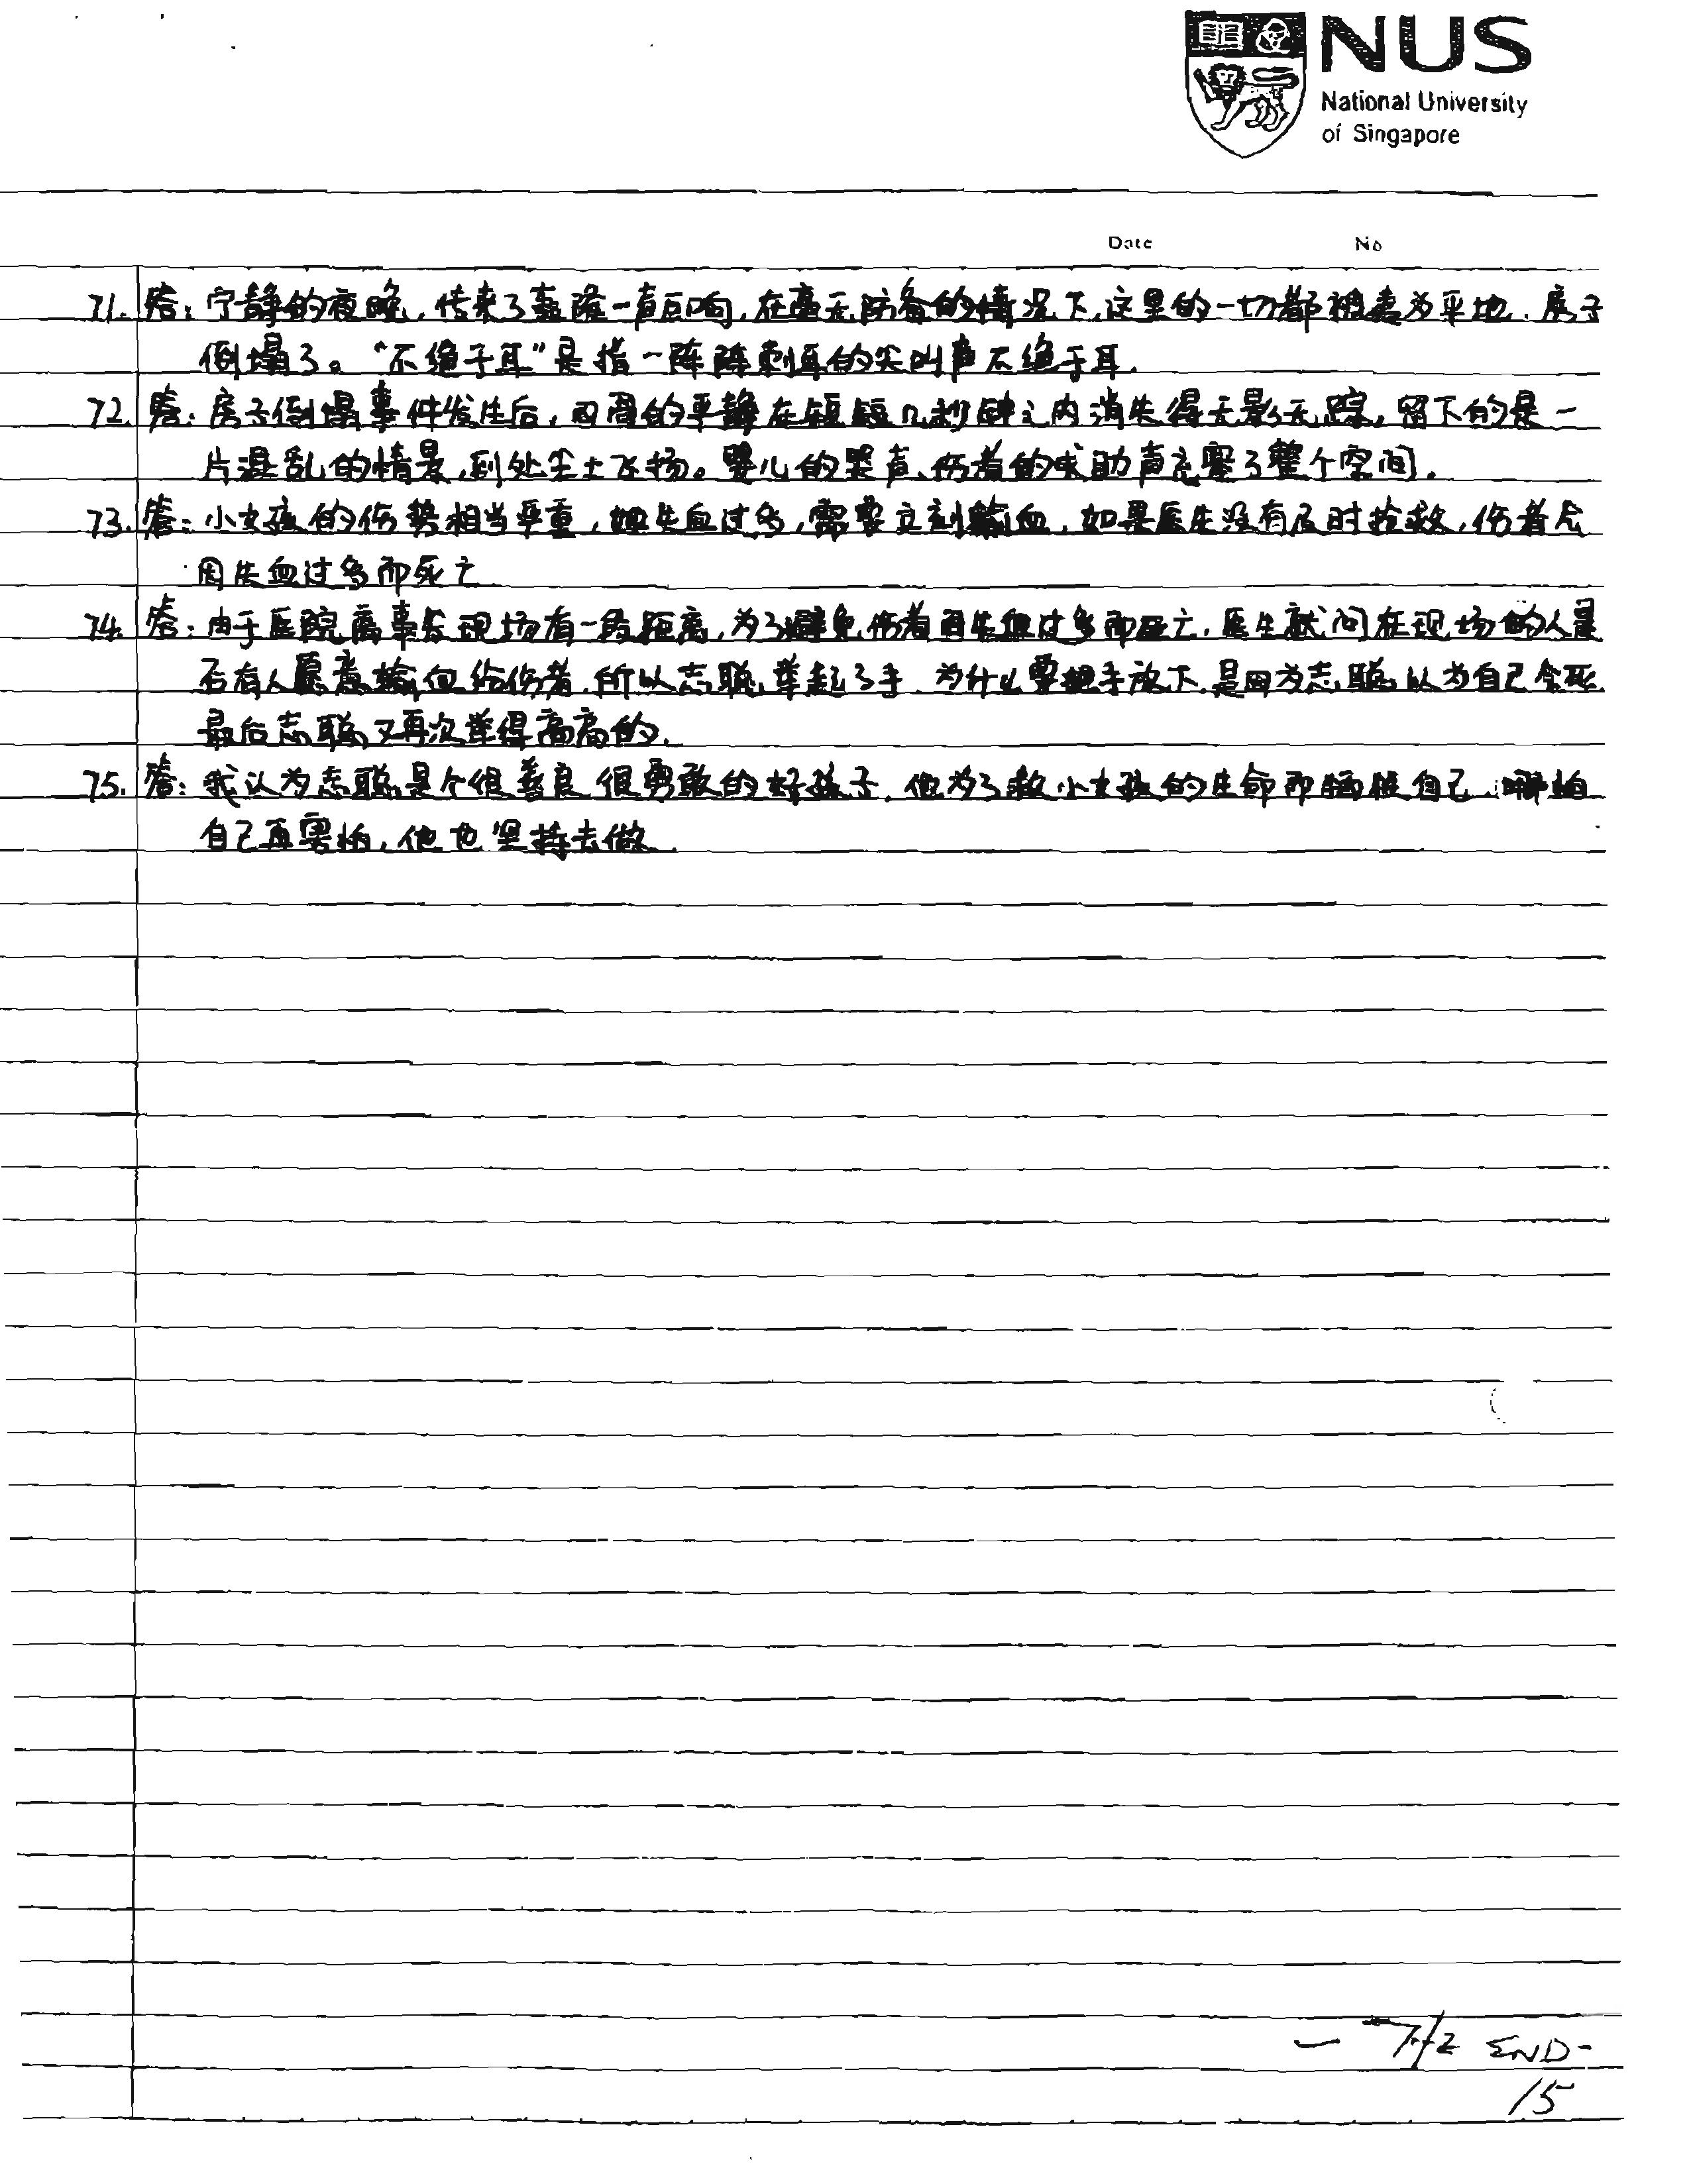 NUS
National University
of Singapore
Date No
71. 答：宁静的夜晚，传来了轰隆一声巨响，在毫无防备的情况下，这里的一切都被夷为平地，房子
倒塌了。“不绝于耳”是指一阵阵刺耳的尖叫声不绝于耳.
72. 答：房子倒塌事件发生后，四周的平静在短短几秒钟之内消失得无影无踪，留下的是一
片混乱的情景，到处尘土飞扬。婴儿的哭声、伤者的求助声充塞了整个空间.
73. 答：小女孩的伤势相当严重，她失血过多，需要立刻输血，如果医生没有及时抢救，伤者会
因失血过多而死亡
74. 答：由于医院离事发现场有一段距离，为了避免伤者因失血过多而死亡，医生就问在现场的人是
否有人愿意输血给伤者，所以志聪举起了手，为什么要把手放下，是因为志聪以为自己会死
最后志聪又再次举得高高的.
75. 答：我认为志聪是个很善良很勇敢的好孩子，他为了救小女孩的生命而牺牲自己，哪怕
自己再害怕，他也坚持去做.
END-
15